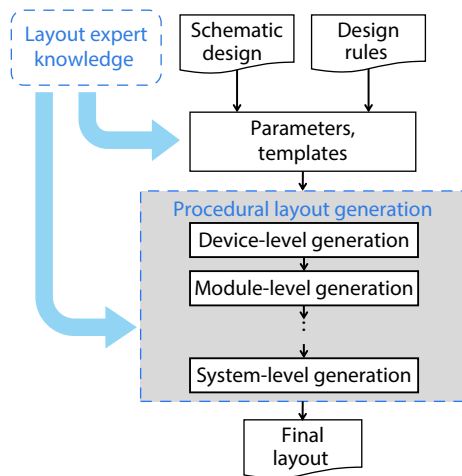 Layout expert
knowledge
Schematic
design
Design
rules
Parameters,
templates
Procedural layout generation
Device-level generation
Module-level generation
⋮
System-level generation
Final
layout